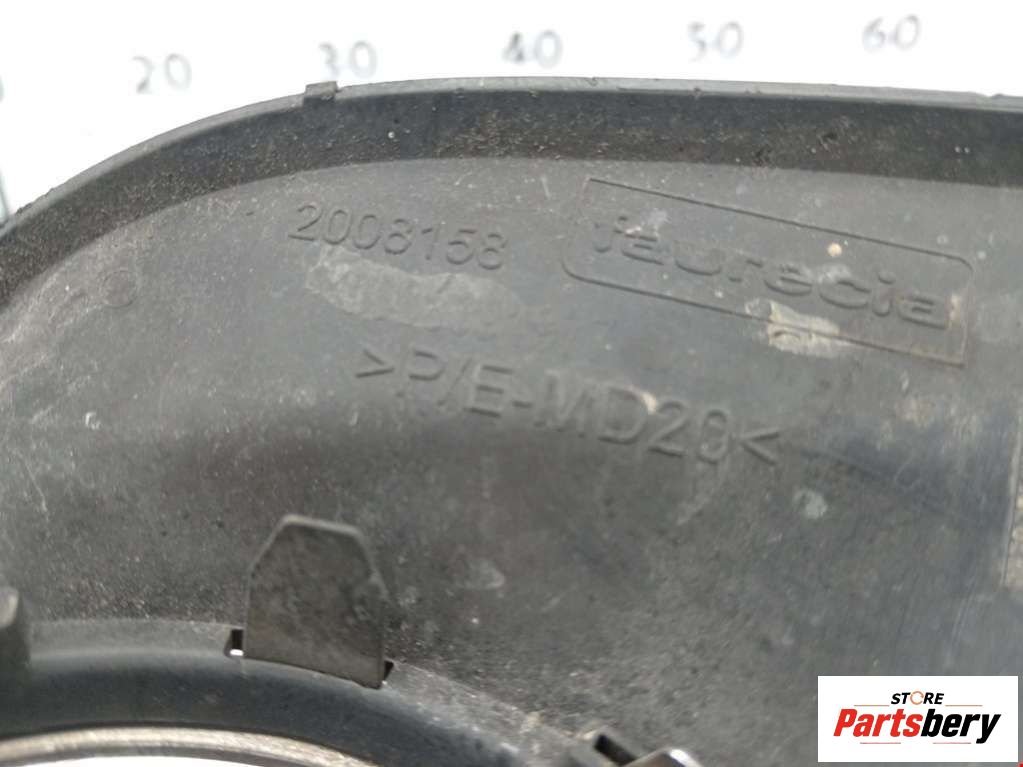 20 30 40 50 60
2008158
faurecia
>P/E-MD20<
STORE
Partsbery